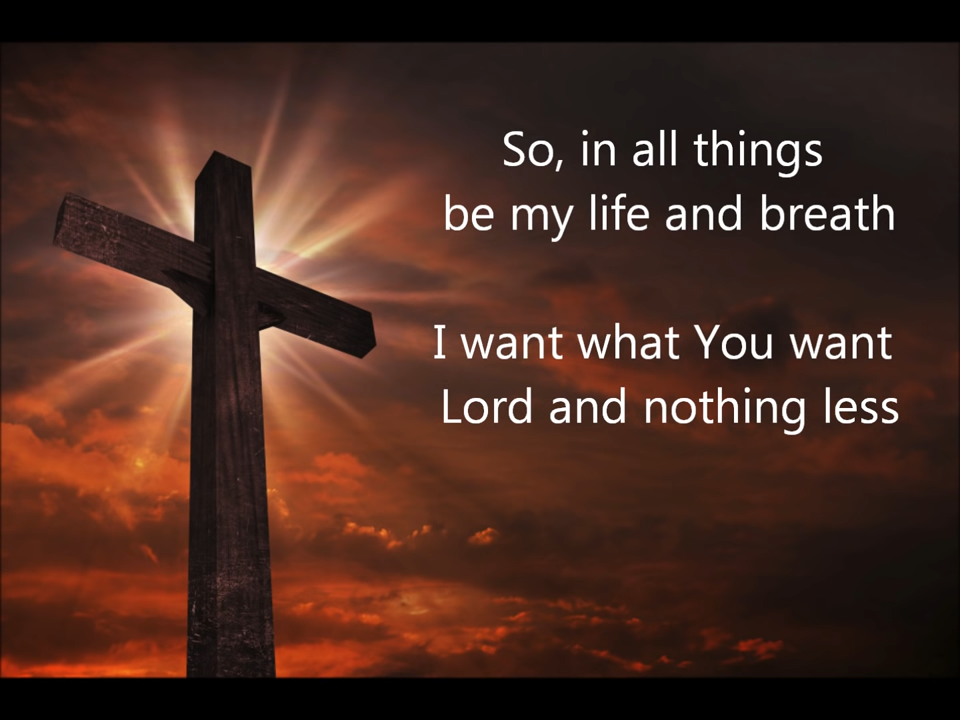 So, in all things
be my life and breath
I want what You want
Lord and nothing less